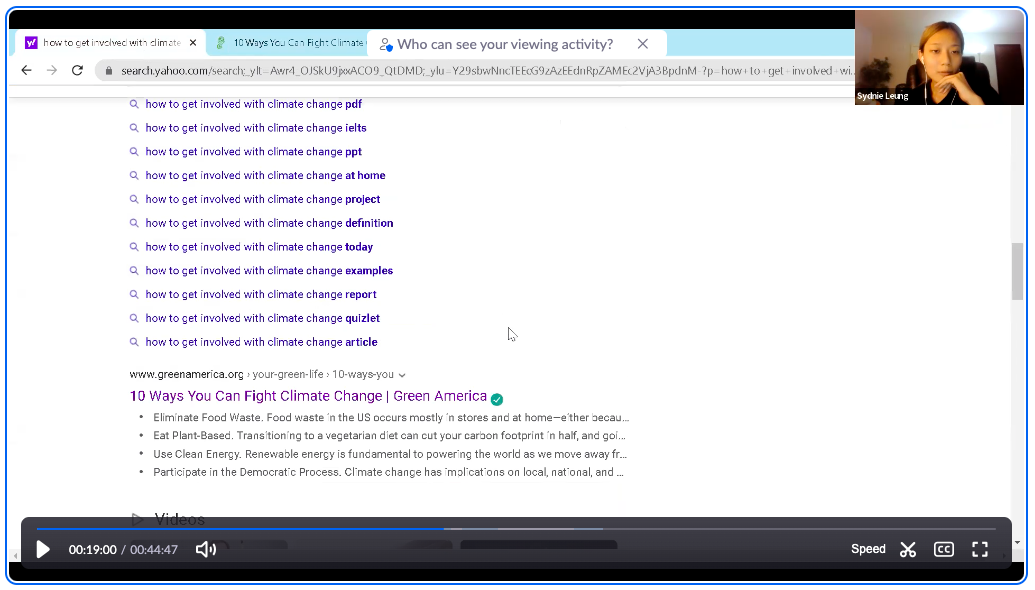 how to get involved with climate
10 Ways You Can Fight Climate
Who can see your viewing activity?
search.yahoo.com/search;_ylt=Awr4_OJSkU9jxxACO9_QtDMD;_ylu=Y29sbwNncTEEcG9zAzEEdnRpZAMEc2VjA3BpdnM-?p=how+to+get+involved+wi...
Sydnie Leung
how to get involved with climate change pdf
how to get involved with climate change ielts
how to get involved with climate change ppt
how to get involved with climate change at home
how to get involved with climate change project
how to get involved with climate change definition
how to get involved with climate change today
how to get involved with climate change examples
how to get involved with climate change report
how to get involved with climate change quizlet
how to get involved with climate change article
www.greenamerica.org › your-green-life › 10-ways-you
10 Ways You Can Fight Climate Change | Green America
• Eliminate Food Waste. Food waste in the US occurs mostly in stores and at home—either becau...
• Eat Plant-Based. Transitioning to a vegetarian diet can cut your carbon footprint in half, and goi...
• Use Clean Energy. Renewable energy is fundamental to powering the world as we move away fr...
• Participate in the Democratic Process. Climate change has implications on local, national, and ...
Videos
00:19:00 / 00:44:47
Speed
CC